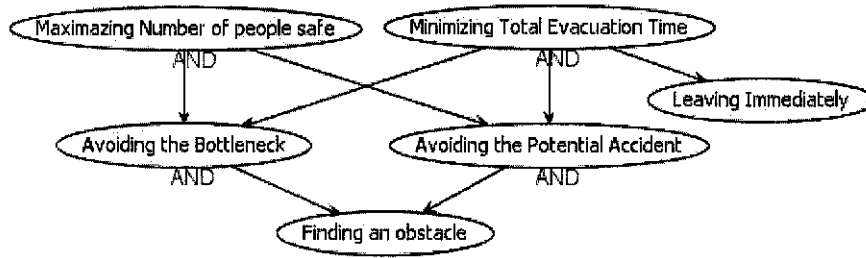 Maximazing Number of people safe
Minimizing Total Evacuation Time
AND
AND
Leaving Immediately
Avoiding the Bottleneck
Avoiding the Potential Accident
AND
AND
Finding an obstacle